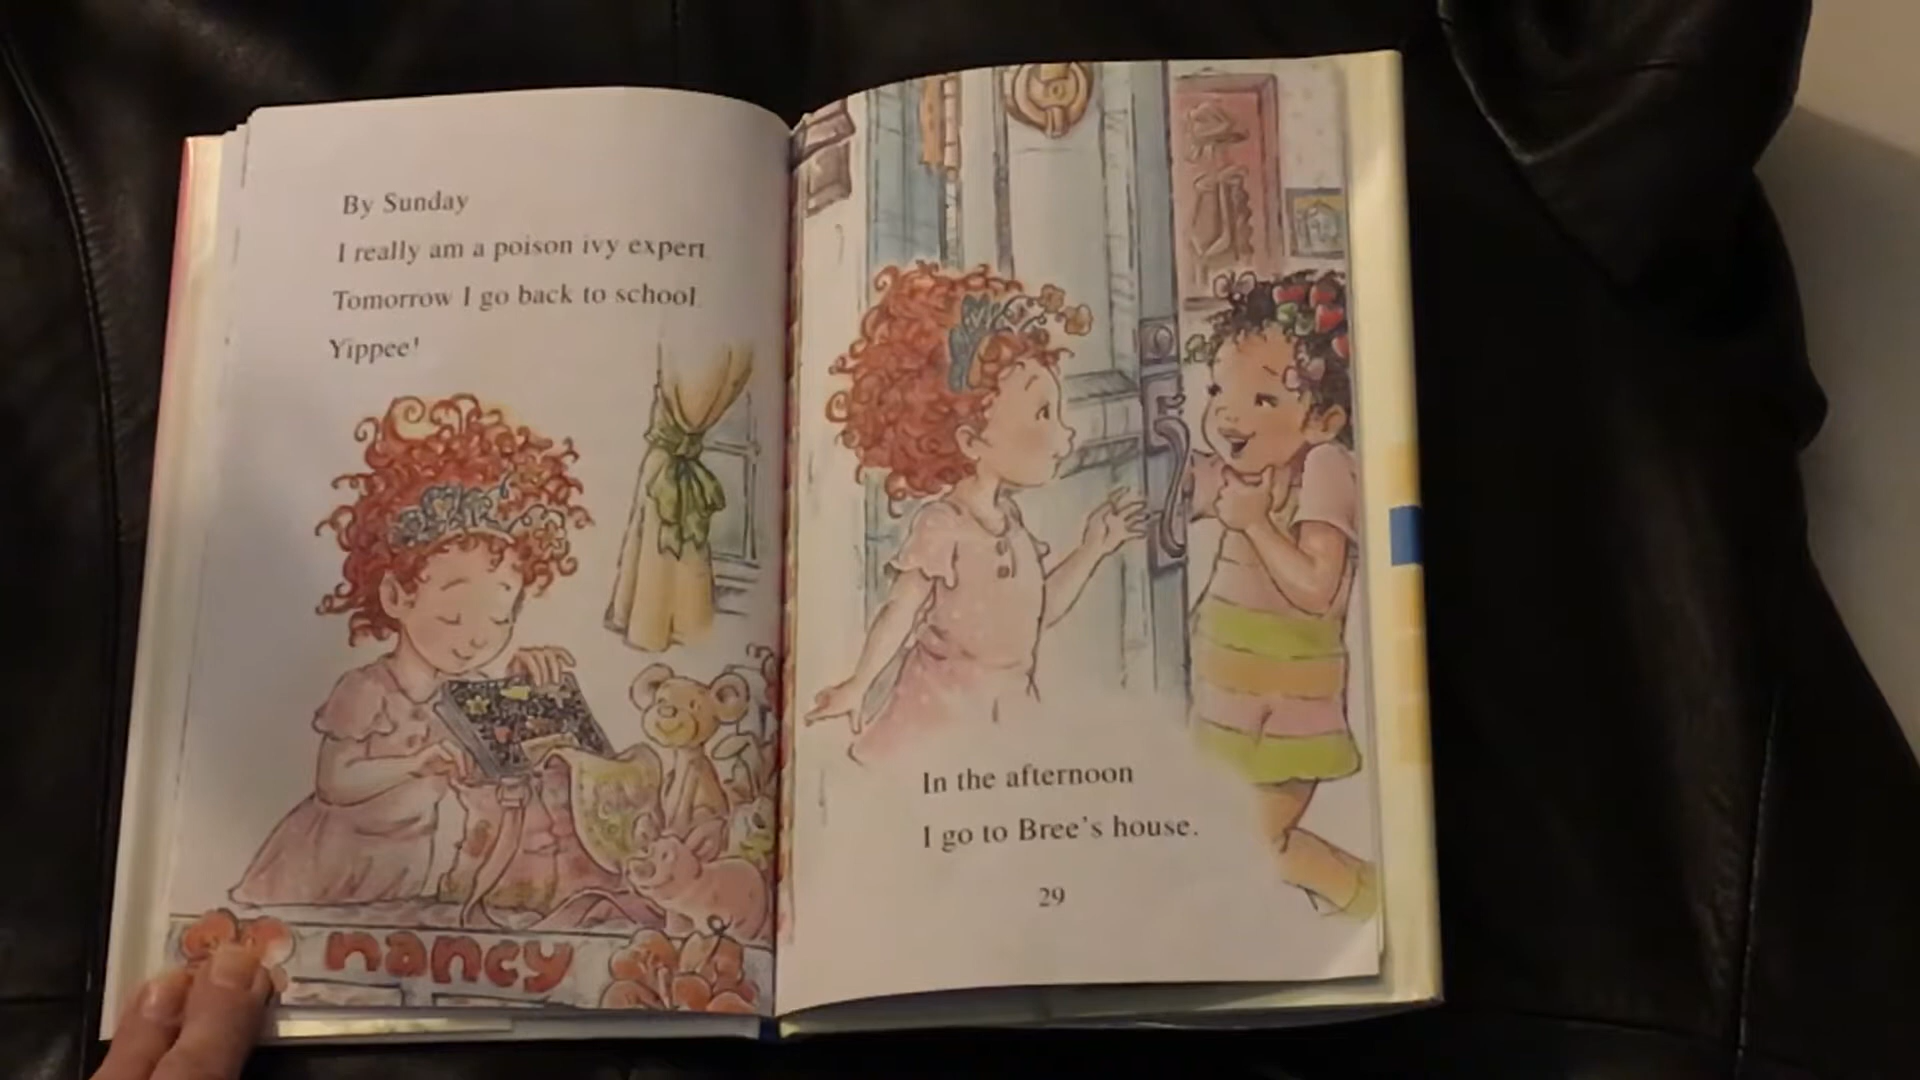 By Sunday
I really am a poison ivy expert.
Tomorrow I go back to school.
Yippee!
nancy
In the afternoon
I go to Bree's house.
29